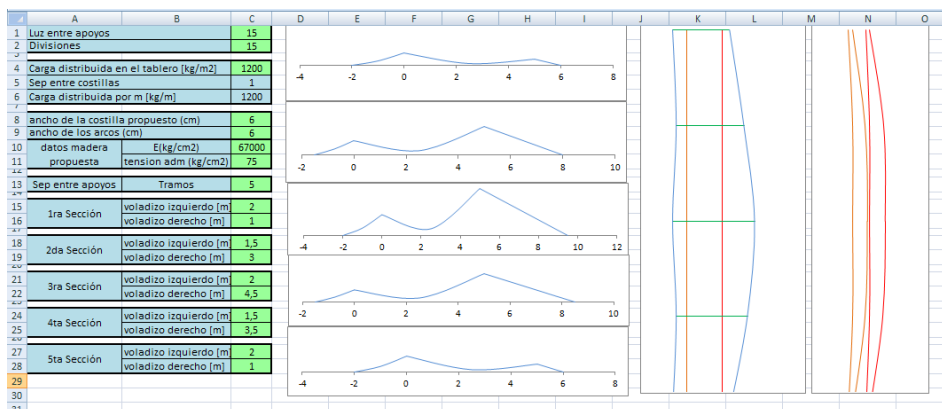 A B C D E F G H I J K L M N O
1 Luz entre apoyos 15
2 Divisiones 15
3
4 Carga distribuida en el tablero [kg/m2] 1200
5 Sep entre costillas 1
6 Carga distribuida por m [kg/m] 1200
7
8 ancho de la costilla propuesto (cm) 6
9 ancho de los arcos (cm) 6
10 datos madera E(kg/cm2) 67000
11 propuesta tension adm (kg/cm2) 75
12
13 Sep entre apoyos Tramos 5
14
15 voladizo izquierdo [m] 2
1ra Sección
16 voladizo derecho [m] 1
17
18 voladizo izquierdo [m 1,5
2da Sección
19 voladizo derecho [m] 3
20
21 voladizo izquierdo [m 2
3ra Sección
22 voladizo derecho [m] 4,5
23
24 voladizo izquierdo [m 1,5
4ta Sección
25 voladizo derecho [m] 3,5
26
27 voladizo izquierdo [m 2
5ta Sección
28 voladizo derecho [m] 1
29
30
31
-4 -2 0 2 4 6 8
-2 0 2 4 6 8 10
-4 -2 0 2 4 6 8 10 12
-2 0 2 4 6 8 10
-4 -2 0 2 4 6 8